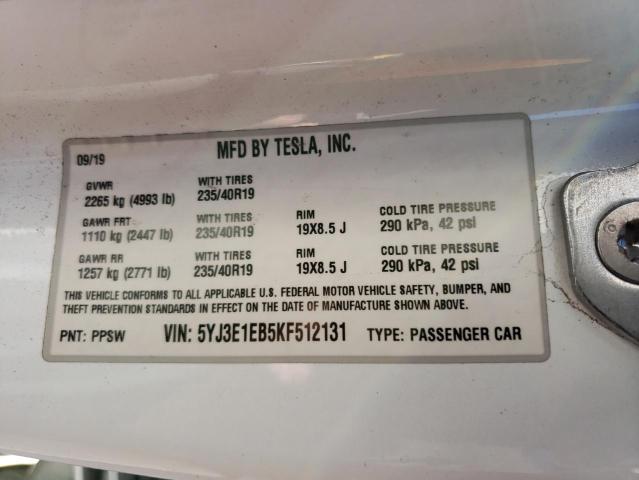 09/19 MFD BY TESLA, INC.
GVWR WITH TIRES
2265 kg (4993 lb) 235/40R19
GAWR FRT WITH TIRES RIM COLD TIRE PRESSURE
1110 kg (2447 lb) 235/40R19 19X8.5 J 290 kPa, 42 psi
GAWR RR WITH TIRES RIM COLD TIRE PRESSURE
1257 kg (2771 lb) 235/40R19 19X8.5 J 290 kPa, 42 psi
THIS VEHICLE CONFORMS TO ALL APPLICABLE U.S. FEDERAL MOTOR VEHICLE SAFETY, BUMPER, AND
THEFT PREVENTION STANDARDS IN EFFECT ON THE DATE OF MANUFACTURE SHOWN ABOVE.
PNT: PPSW VIN: 5YJ3E1EB5KF512131 TYPE: PASSENGER CAR